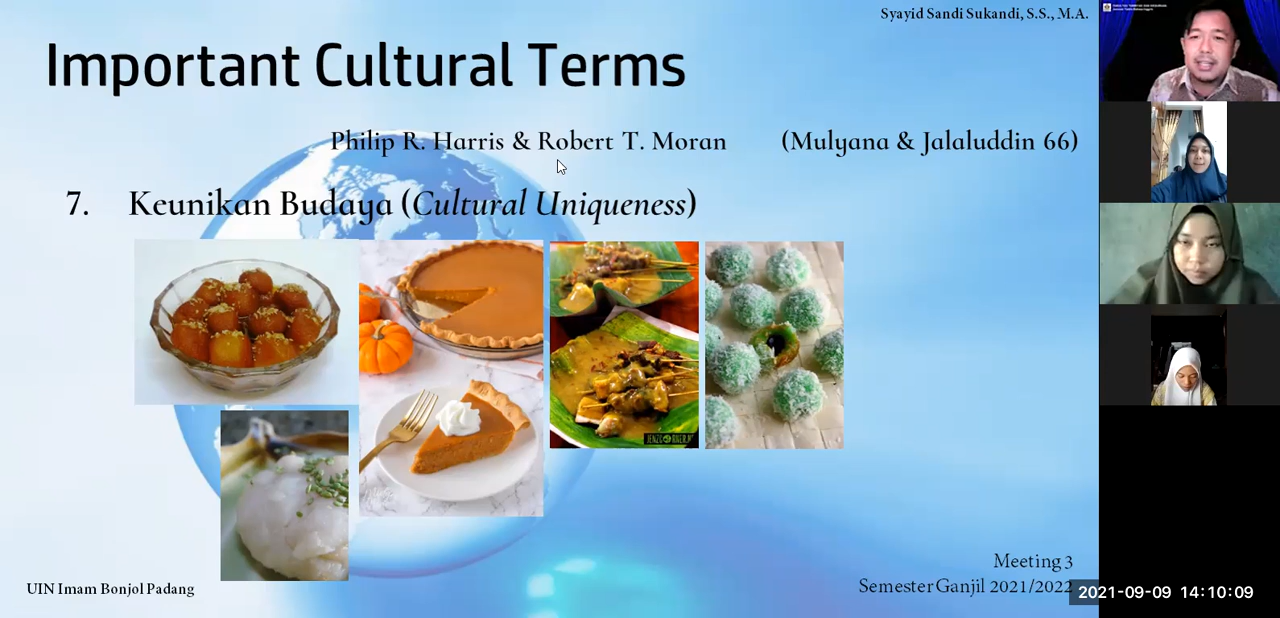 Syayid Sandi Sukandi, S.S., M.A.
Important Cultural Terms
Philip R. Harris & Robert T. Moran (Mulyana & Jalaluddin 66)
7. Keunikan Budaya (Cultural Uniqueness)
UIN Imam Bonjol Padang
Meeting 3
Semester Ganjil 2021/2022
2021-09-09 14:10:09